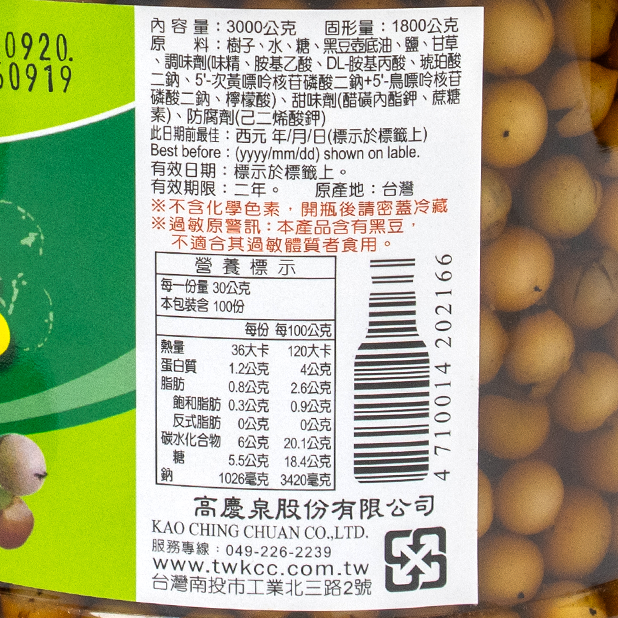 0920.
50919
內容量：3000公克　固形量：1800公克
原　料：樹子、水、糖、黑豆壺底油、鹽、甘草
、調味劑(味精、胺基乙酸、DL-胺基丙酸、琥珀酸
二鈉、5'-次黃嘌呤核苷磷酸二鈉+5'-鳥嘌呤核苷
磷酸二鈉、檸檬酸)、甜味劑(醋磺內酯鉀、蔗糖
素)、防腐劑(己二烯酸鉀)
此日期前最佳：西元 年/月/日(標示於標籤上)
Best before：(yyyy/mm/dd) shown on lable.
有效日期：標示於標籤上。
有效期限：二年。　原產地：台灣
※不含化學色素，開瓶後請密蓋冷藏
※過敏原警訊：本產品含有黑豆，
不適合其過敏體質者食用。
營養標示
每一份量 30公克
本包裝含 100份
每份 每100公克
熱量 36大卡 120大卡
蛋白質 1.2公克 4公克
脂肪 0.8公克 2.6公克
飽和脂肪 0.3公克 0.9公克
反式脂肪 0公克 0公克
碳水化合物 6公克 20.1公克
糖 5.5公克 18.4公克
鈉 1026毫克 3420毫克
4 710014 202166
高慶泉股份有限公司
KAO CHING CHUAN CO.,LTD.
服務專線：049-226-2239
www.twkcc.com.tw
台灣南投市工業北三路2號